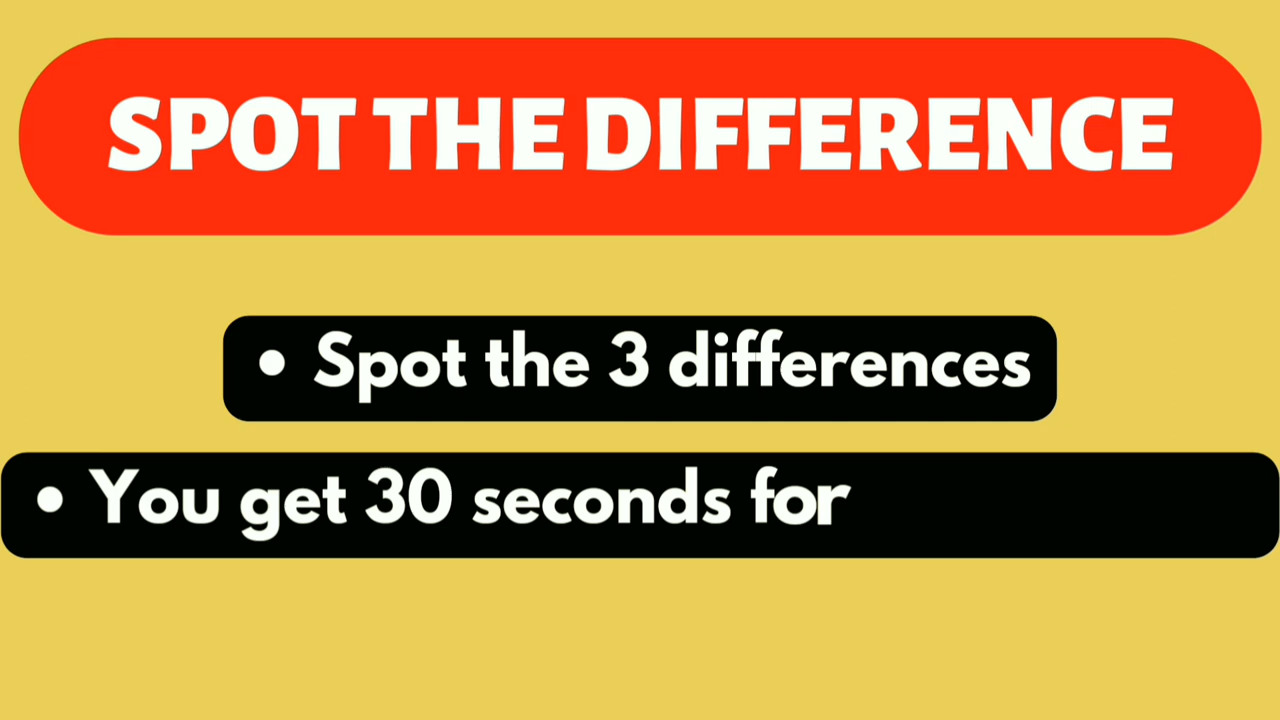 SPOT THE DIFFERENCE
• Spot the 3 differences
• You get 30 seconds for